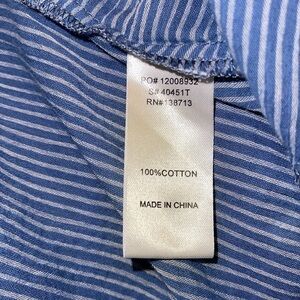 PO# 12008932
S# 40451T
RN#138713
100%COTTON
MADE IN CHINA